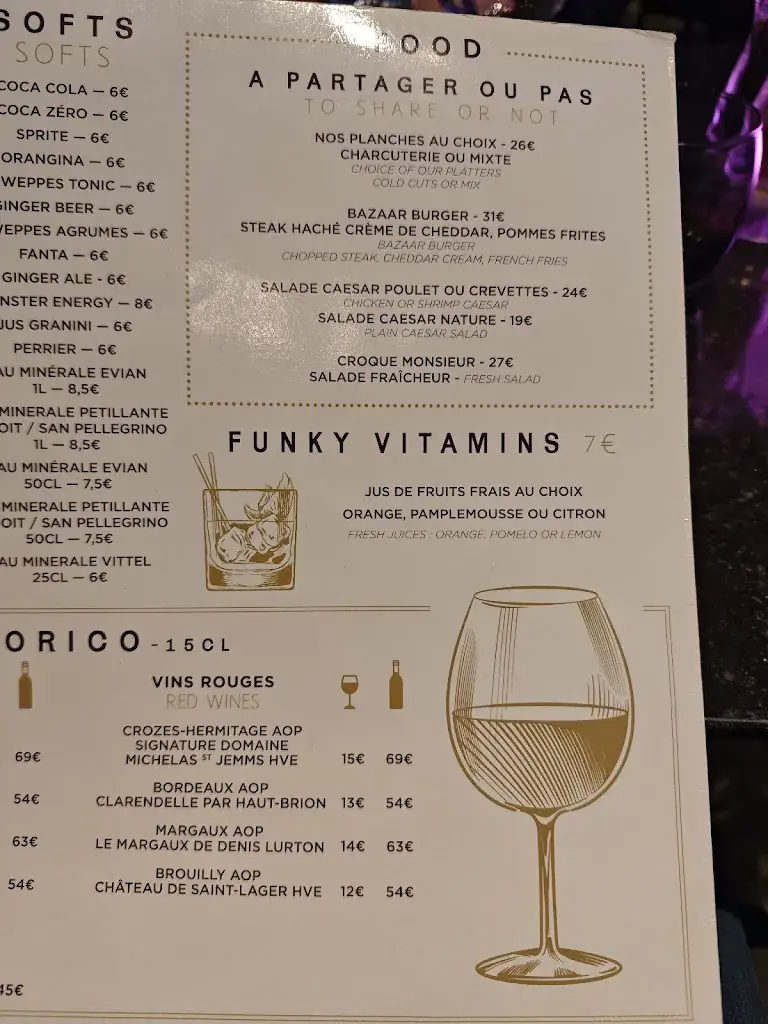 SOFTS
SOFTS
COCA COLA — 6€
COCA ZÉRO — 6€
SPRITE — 6€
ORANGINA — 6€
WEPPES TONIC — 6€
GINGER BEER — 6€
WEPPES AGRUMES — 6€
FANTA — 6€
GINGER ALE - 6€
NSTER ENERGY — 8€
JUS GRANINI — 6€
PERRIER — 6€
AU MINÉRALE EVIAN
1L — 8,5€
MINERALE PETILLANTE
OIT / SAN PELLEGRINO
1L — 8,5€
AU MINÉRALE EVIAN
50CL — 7,5€
MINERALE PETILLANTE
OIT / SAN PELLEGRINO
50CL — 7,5€
AU MINERALE VITTEL
25CL — 6€
FOOD
A PARTAGER OU PAS
TO SHARE OR NOT
NOS PLANCHES AU CHOIX - 26€
CHARCUTERIE OU MIXTE
CHOICE OF OUR PLATTERS
COLD CUTS OR MIX
BAZAAR BURGER - 31€
STEAK HACHÉ CRÈME DE CHEDDAR, POMMES FRITES
BAZAAR BURGER
CHOPPED STEAK, CHEDDAR CREAM, FRENCH FRIES
SALADE CAESAR POULET OU CREVETTES - 24€
CHICKEN OR SHRIMP CAESAR
SALADE CAESAR NATURE - 19€
PLAIN CAESAR SALAD
CROQUE MONSIEUR - 27€
SALADE FRAÎCHEUR - FRESH SALAD
FUNKY VITAMINS 7€
JUS DE FRUITS FRAIS AU CHOIX
ORANGE, PAMPLEMOUSSE OU CITRON
FRESH JUICES : ORANGE, POMELO OR LEMON
ORICO - 15CL
VINS ROUGES
RED WINES
CROZES-HERMITAGE AOP
SIGNATURE DOMAINE
69€ MICHELAS ST JEMMS HVE 15€ 69€
BORDEAUX AOP
54€ CLARENDELLE PAR HAUT-BRION 13€ 54€
MARGAUX AOP
63€ LE MARGAUX DE DENIS LURTON 14€ 63€
BROUILLY AOP
54€ CHÂTEAU DE SAINT-LAGER HVE 12€ 54€
45€